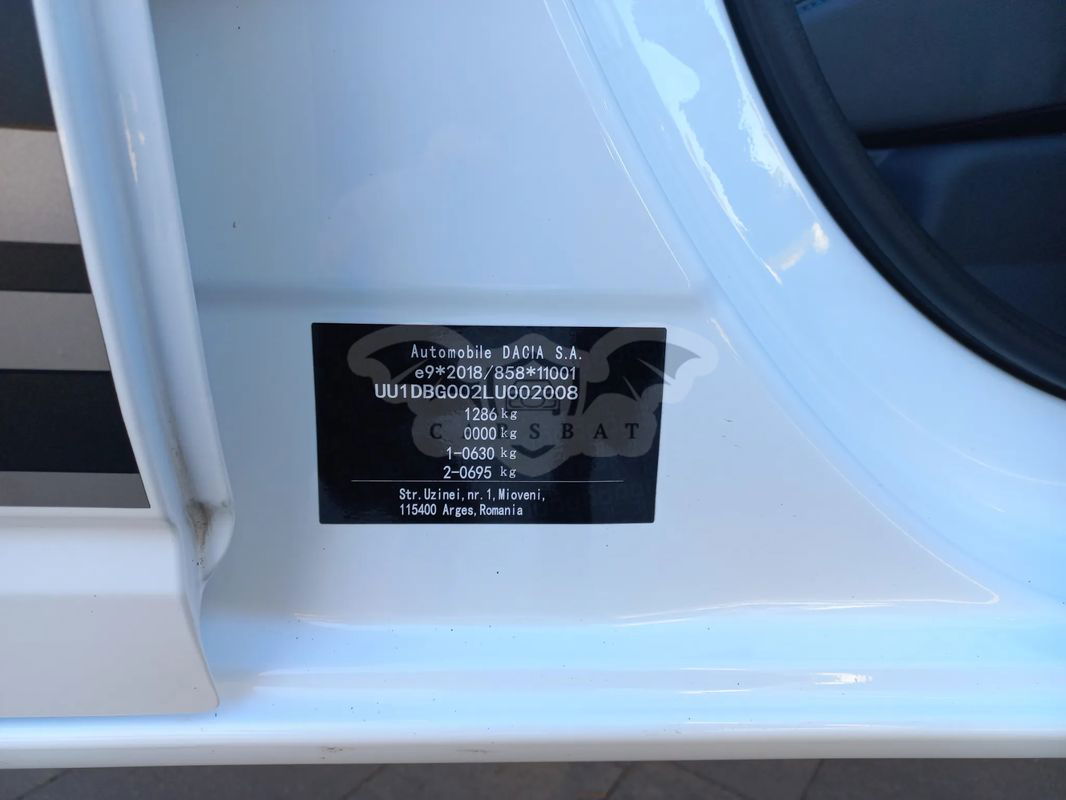 Automobile DACIA S.A.
e9*2018/858*11001
UU1DBG002LU002008
1286 kg
0000 kg
CARSBAT
1-0630 kg
2-0695 kg
Str.Uzinei,nr.1,Mioveni,
115400 Arges,Romania